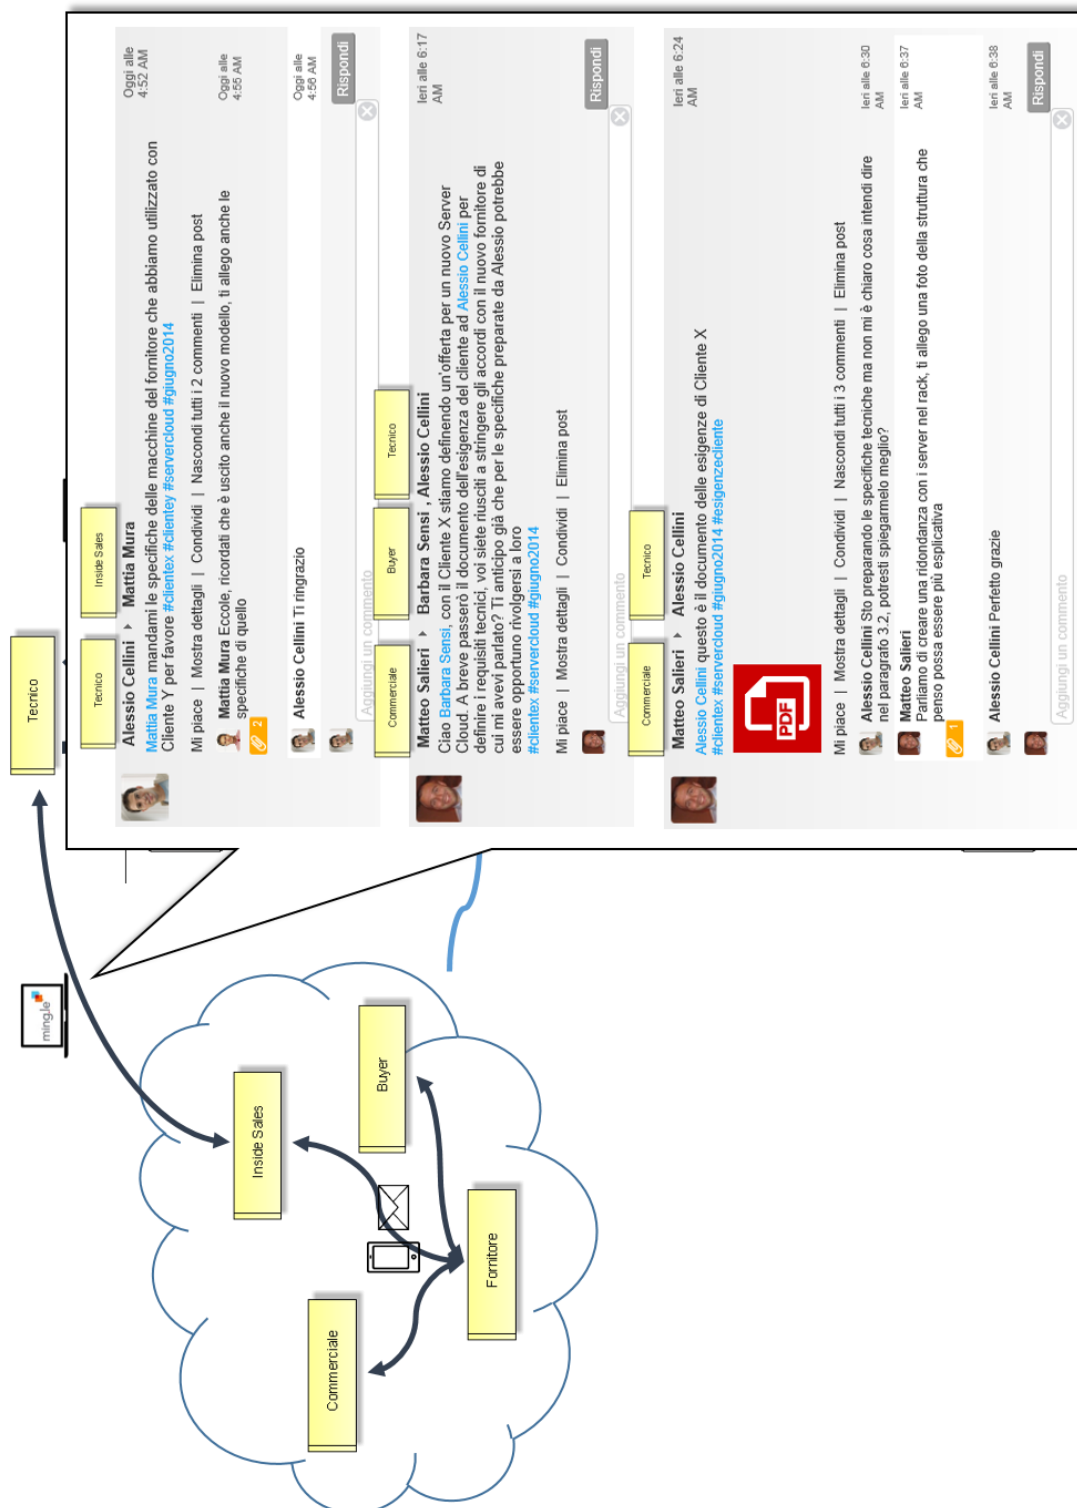 Tecnico
ming.le
Inside Sales
Buyer
Commerciale
Fornitore
Tecnico
Inside Sales
Alessio Cellini ▸ Mattia Mura
Oggi alle
4:52 AM
Mattia Mura mandami le specifiche delle macchine del fornitore che abbiamo utilizzato con
Cliente Y per favore #clientex #clientey #servercloud #giugno2014
Mi piace | Mostra dettagli | Condividi | Nascondi tutti i 2 commenti | Elimina post
Mattia Mura Eccole, ricordati che è uscito anche il nuovo modello, ti allego anche le
specifiche di quello
Oggi alle
4:55 AM
2
Alessio Cellini Ti ringrazio
Oggi alle
4:56 AM
Aggiungi un commento
Rispondi
Commerciale
Buyer
Tecnico
Matteo Salieri ▸ Barbara Sensi , Alessio Cellini
Ieri alle 6:17
AM
Ciao Barbara Sensi, con il Cliente X stiamo definendo un'offerta per un nuovo Server
Cloud. A breve passerò il documento dell'esigenza del cliente ad Alessio Cellini per
definire i requisiti tecnici, voi siete riusciti a stringere gli accordi con il nuovo fornitore di
cui mi avevi parlato? Ti anticipo già che per le specifiche preparate da Alessio potrebbe
essere opportuno rivolgersi a loro
#clientex #servercloud #giugno2014
Mi piace | Mostra dettagli | Condividi | Elimina post
Aggiungi un commento
Rispondi
Commerciale
Tecnico
Matteo Salieri ▸ Alessio Cellini
Ieri alle 6:24
AM
Alessio Cellini questo è il documento delle esigenze di Cliente X
#clientex #servercloud #giugno2014 #esigenzecliente
PDF
Mi piace | Mostra dettagli | Condividi | Nascondi tutti i 3 commenti | Elimina post
Alessio Cellini Sto preparando le specifiche tecniche ma non mi è chiaro cosa intendi dire
nel paragrafo 3.2, potresti spiegarmelo meglio?
Ieri alle 6:30
AM
Matteo Salieri
Parliamo di creare una ridondanza con i server nel rack, ti allego una foto della struttura che
penso possa essere più esplicativa
Ieri alle 6:37
AM
1
Alessio Cellini Perfetto grazie
Ieri alle 6:38
AM
Aggiungi un commento
Rispondi